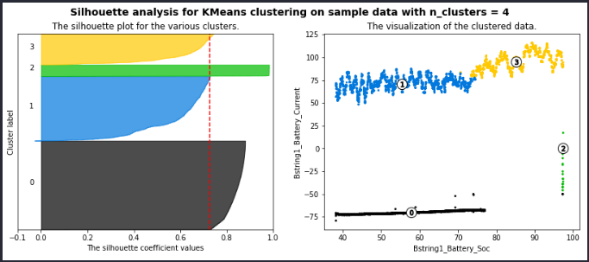 Silhouette analysis for KMeans clustering on sample data with n_clusters = 4
The silhouette plot for the various clusters.
Cluster label
3
2
1
0
−0.1 0.0 0.2 0.4 0.6 0.8 1.0
The silhouette coefficient values
The visualization of the clustered data.
Bstring1_Battery_Current
125
100
75
50
25
0
−25
−50
−75
1
3
2
0
40 50 60 70 80 90 100
Bstring1_Battery_Soc